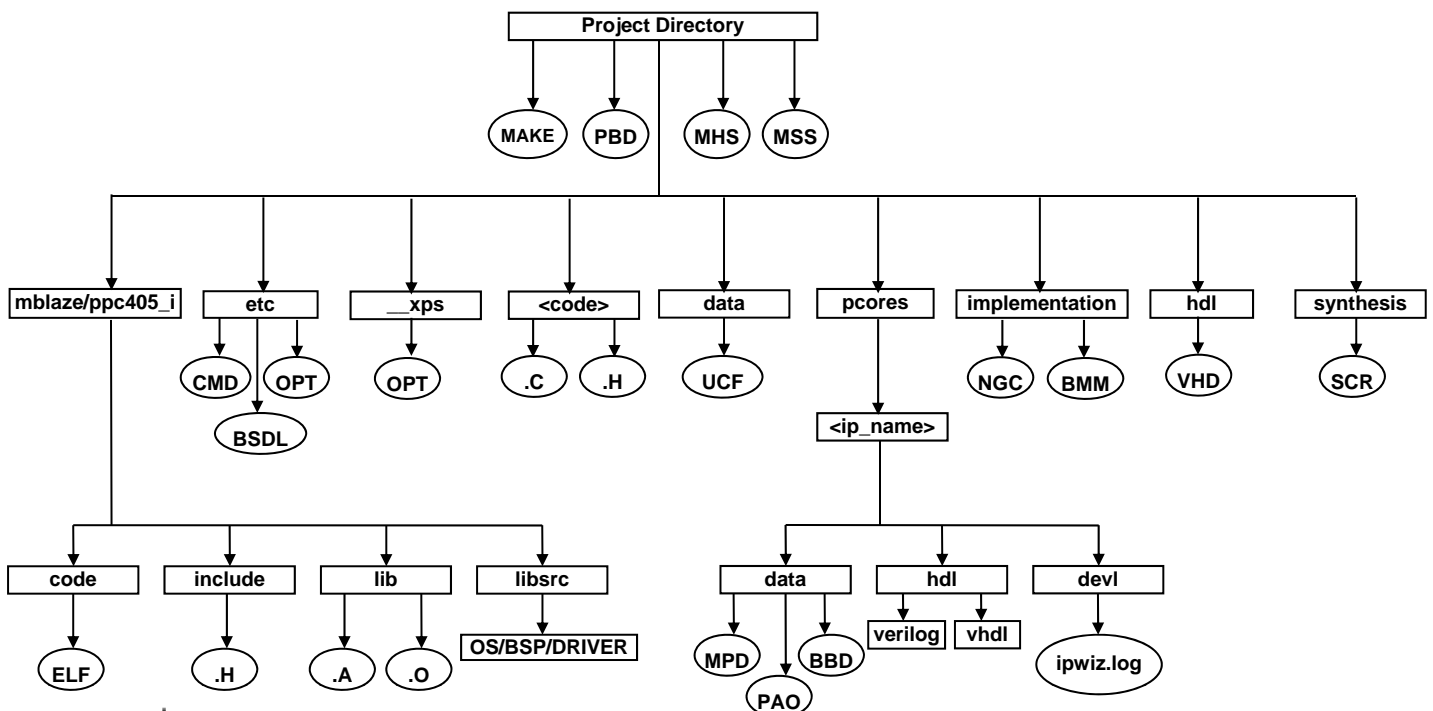 Project Directory
MAKE
PBD
MHS
MSS
mblaze/ppc405_i
etc
__xps
<code>
data
pcores
implementation
hdl
synthesis
CMD
OPT
BSDL
OPT
.C
.H
UCF
NGC
BMM
VHD
SCR
<ip_name>
code
include
lib
libsrc
data
hdl
devl
ELF
.H
.A
.O
OS/BSP/DRIVER
MPD
PAO
BBD
verilog
vhdl
ipwiz.log